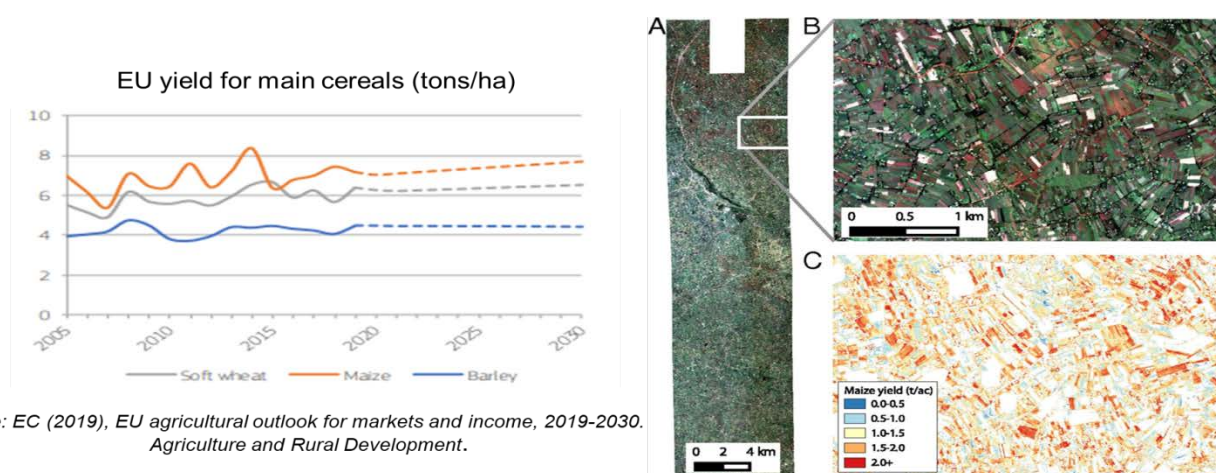 EU yield for main cereals (tons/ha)
10
8
6
4
2
0
2005
2010
2015
2020
2025
2030
Soft wheat Maize Barley
: EC (2019), EU agricultural outlook for markets and income, 2019-2030.
Agriculture and Rural Development.
A
0 2 4 km
B
0 0.5 1 km
C
Maize yield (t/ac)
0.0-0.5
0.5-1.0
1.0-1.5
1.5-2.0
2.0+